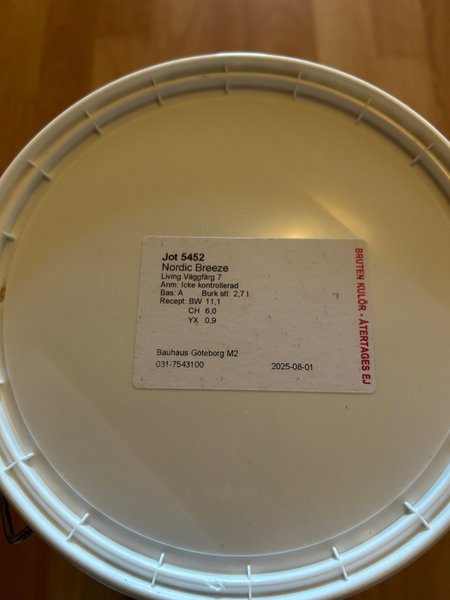 Jot 5452
Nordic Breeze
Living Väggfärg 7
Anm: Icke kontrollerad
Bas: A Burk stl: 2,7 l
Recept: BW 11,1
CH 6,0
YX 0,9
Bauhaus Göteborg M2
031-7543100 2025-08-01
BRUTEN KULÖR - ÅTERTAGES EJ